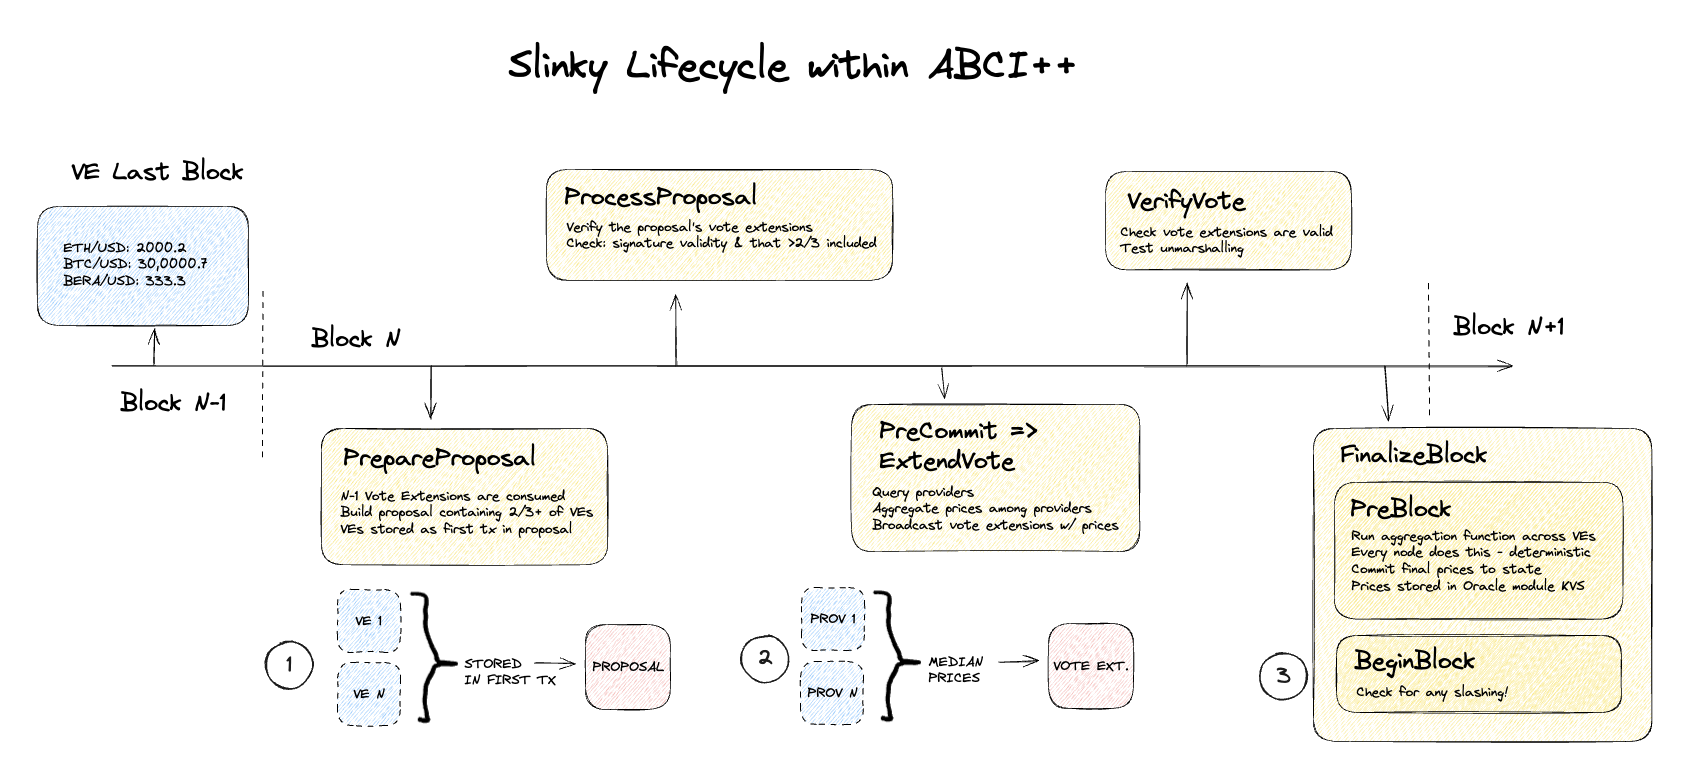 Slinky Lifecycle within ABCI++
VE Last Block
ETH/USD: 2000.2
BTC/USD: 30,0000.7
BERA/USD: 333.3
Block N-1
Block N
ProcessProposal
Verify the proposal's vote extensions
Check: signature validity & that >2/3 included
VerifyVote
Check vote extensions are valid
Test unmarshalling
Block N+1
PrepareProposal
N-1 Vote Extensions are consumed
Build proposal containing 2/3+ of VEs
VEs stored as first tx in proposal
PreCommit =>
ExtendVote
Query providers
Aggregate prices among providers
Broadcast vote extensions w/ prices
FinalizeBlock
PreBlock
Run aggregation function across VEs
Every node does this - deterministic
Commit final prices to state
Prices stored in Oracle module KVS
BeginBlock
Check for any slashing!
1
VE 1
VE N
STORED
IN FIRST TX
PROPOSAL
2
PROV 1
PROV N
MEDIAN
PRICES
VOTE EXT.
3